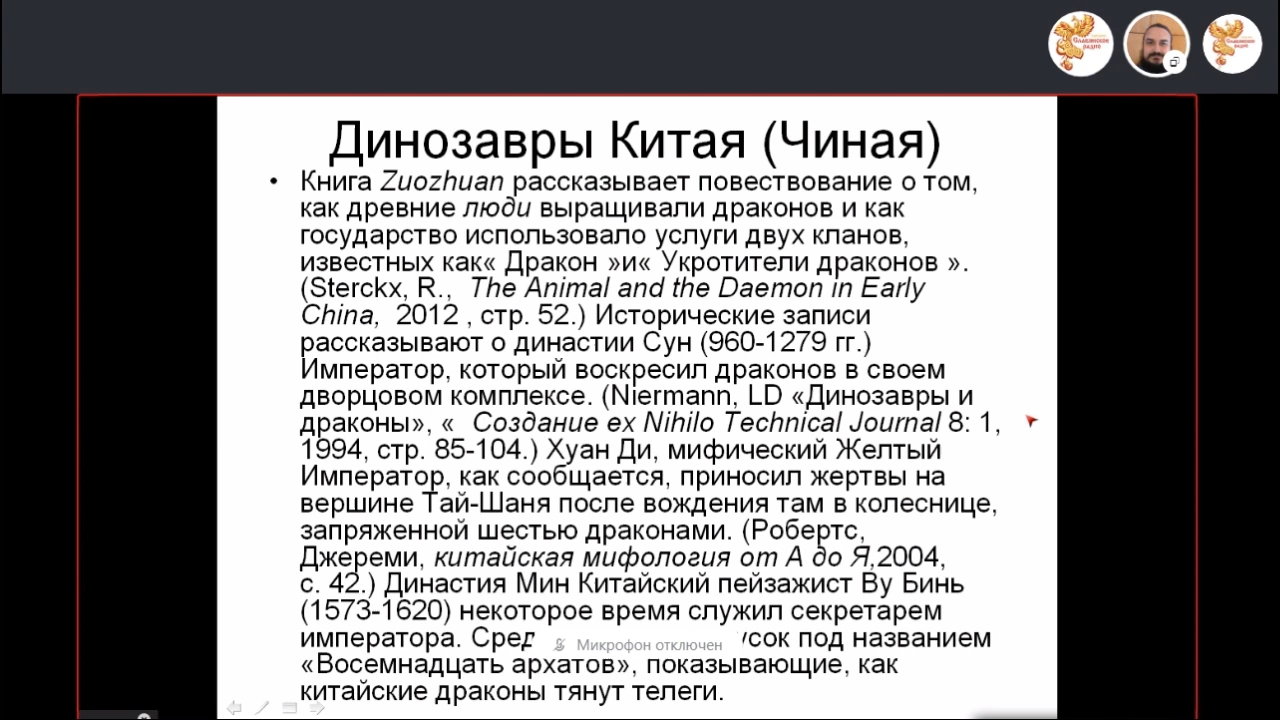 Славянское
радио
Славянское
радио
Динозавры Китая (Чиная)
• Книга Zuozhuan рассказывает повествование о том,
как древние люди выращивали драконов и как
государство использовало услуги двух кланов,
известных как« Дракон »и« Укротители драконов ».
(Sterckx, R., The Animal and the Daemon in Early
China, 2012 , стр. 52.) Исторические записи
рассказывают о династии Сун (960-1279 гг.)
Император, который воскресил драконов в своем
дворцовом комплексе. (Niermann, LD «Динозавры и
драконы», « Создание ex Nihilo Technical Journal 8: 1,
1994, стр. 85-104.) Хуан Ди, мифический Желтый
Император, как сообщается, приносил жертвы на
вершине Тай-Шаня после вождения там в колеснице,
запряженной шестью драконами. (Робертс,
Джереми, китайская мифология от А до Я,2004,
с. 42.) Династия Мин Китайский пейзажист Ву Бинь
(1573-1620) некоторое время служил секретарем
императора. под названием
Микрофон отключен
«Восемнадцать архатов», показывающие, как
китайские драконы тянут телеги.